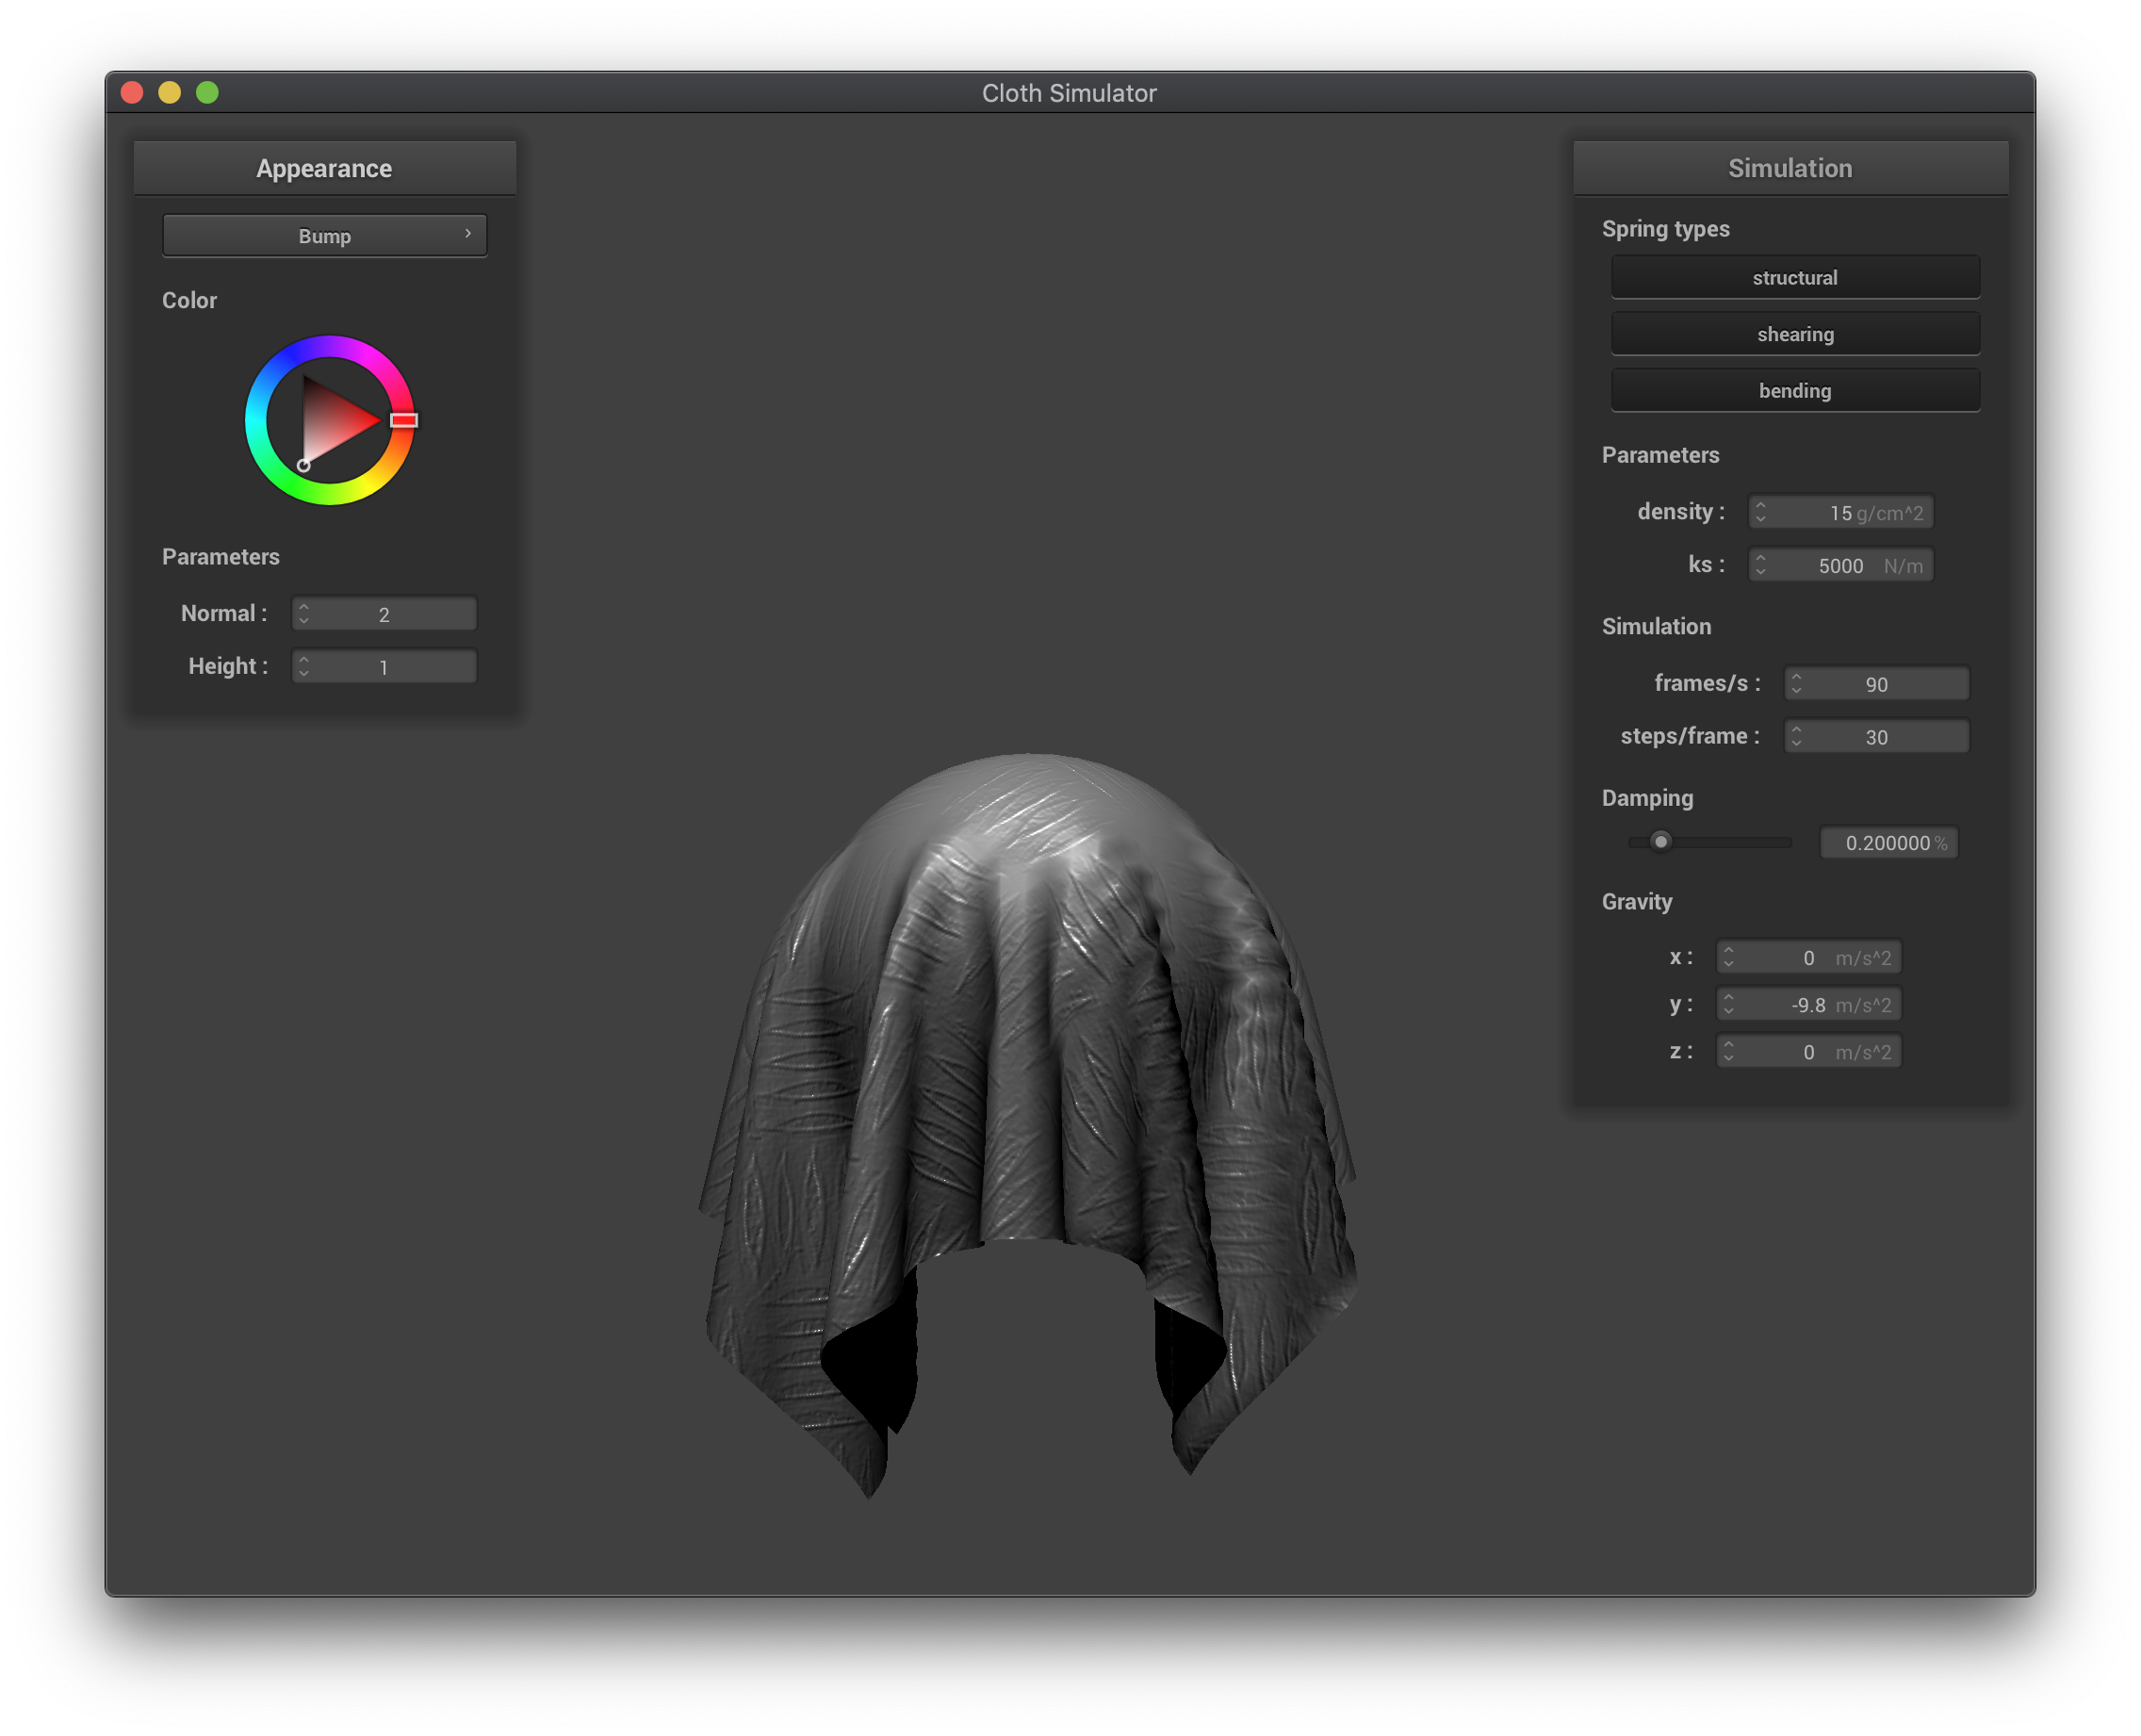 Cloth Simulator
Appearance
Bump
Color
Parameters
Normal : 2
Height : 1
Simulation
Spring types
structural
shearing
bending
Parameters
density : 15 g/cm^2
ks : 5000 N/m
Simulation
frames/s : 90
steps/frame : 30
Damping
0.200000 %
Gravity
x : 0 m/s^2
y : -9.8 m/s^2
z : 0 m/s^2